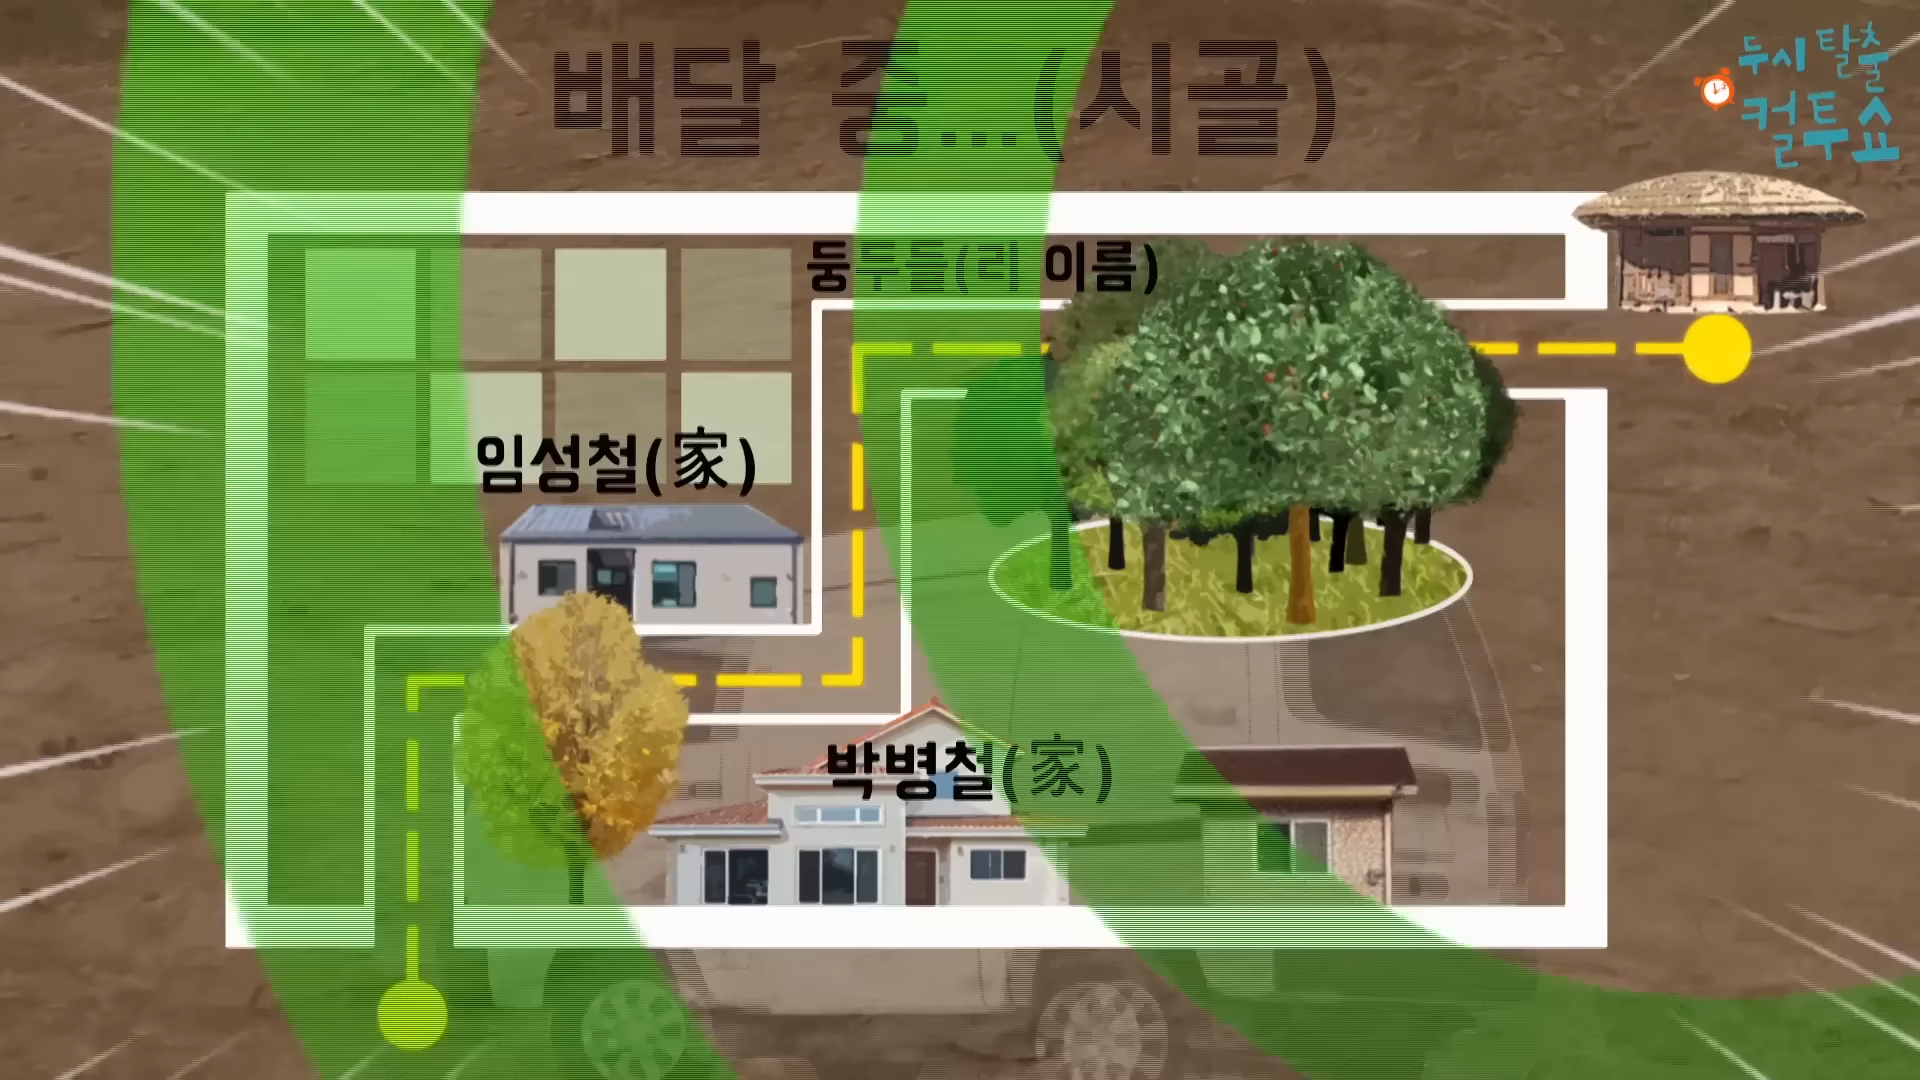 배달 중...(시골)
두시탈출
컬투쇼
둥두들(리 이름)
임성철(家)
박병철(家)